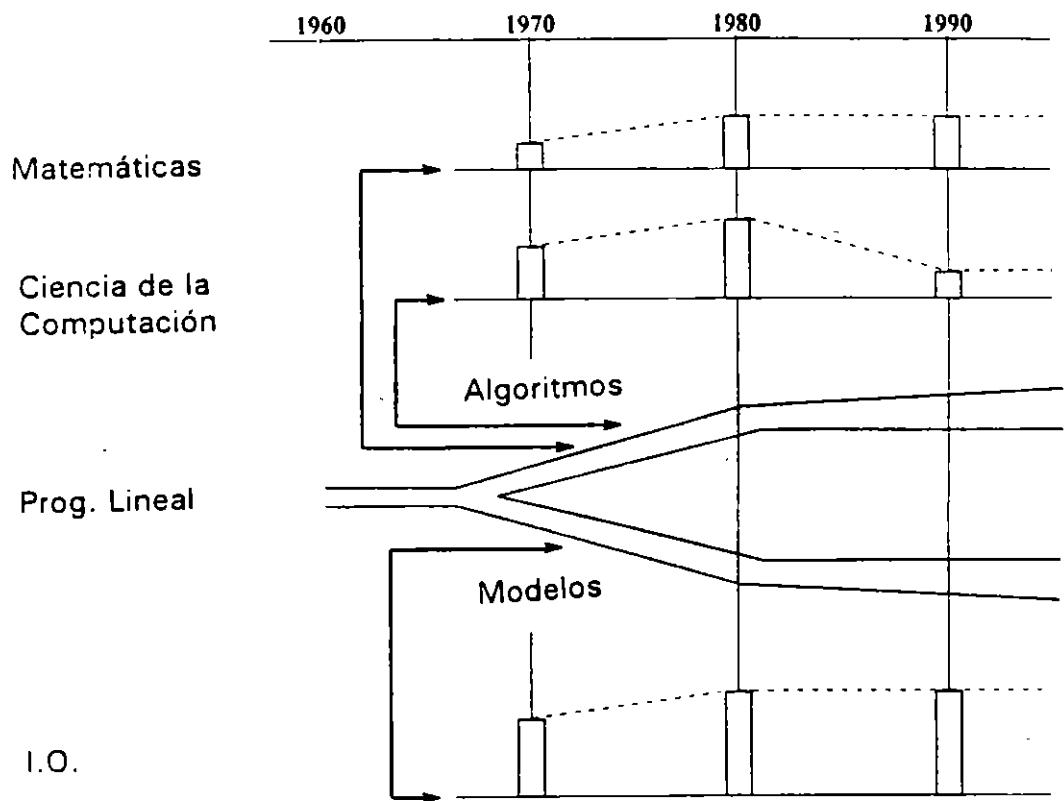 1960 1970 1980 1990
Matemáticas
Ciencia de la
Computación
Algoritmos
Prog. Lineal
Modelos
I.O.